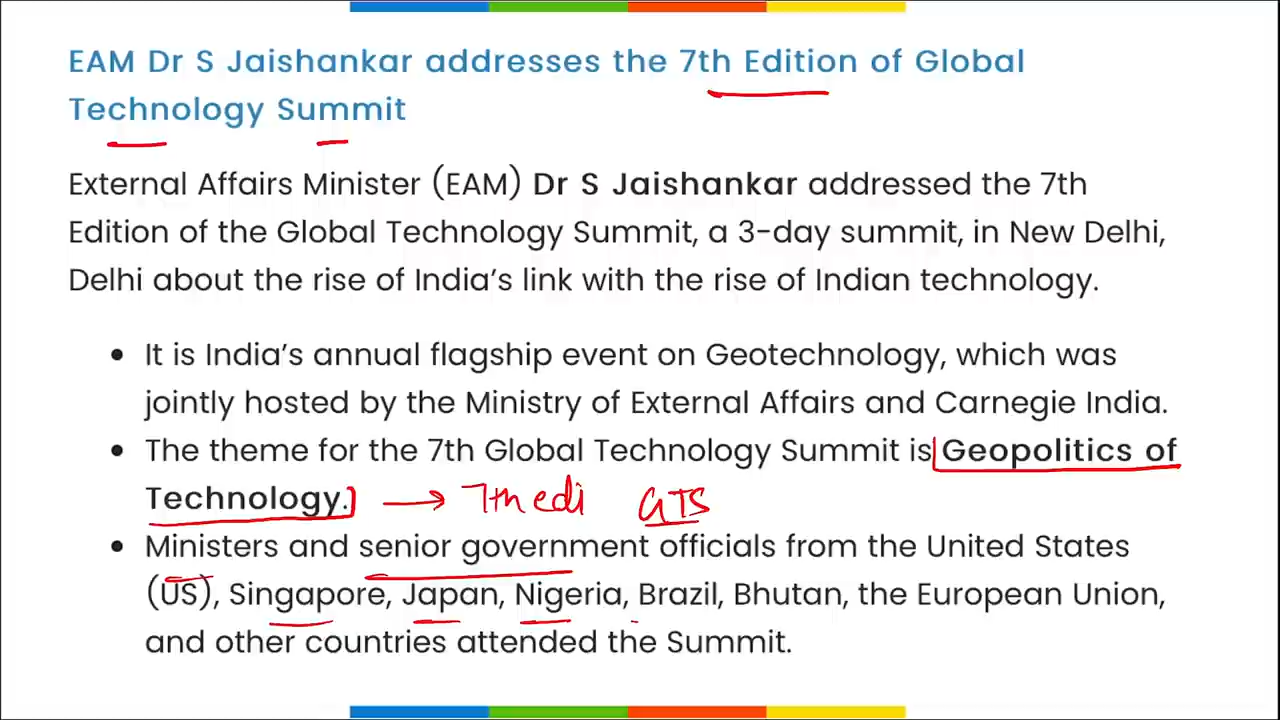 EAM Dr S Jaishankar addresses the 7th Edition of Global
Technology Summit
External Affairs Minister (EAM) Dr S Jaishankar addressed the 7th
Edition of the Global Technology Summit, a 3-day summit, in New Delhi,
Delhi about the rise of India's link with the rise of Indian technology.
• It is India's annual flagship event on Geotechnology, which was
jointly hosted by the Ministry of External Affairs and Carnegie India.
• The theme for the 7th Global Technology Summit is Geopolitics of
Technology. → 7th edi GTS
• Ministers and senior government officials from the United States
(US), Singapore, Japan, Nigeria, Brazil, Bhutan, the European Union,
and other countries attended the Summit.